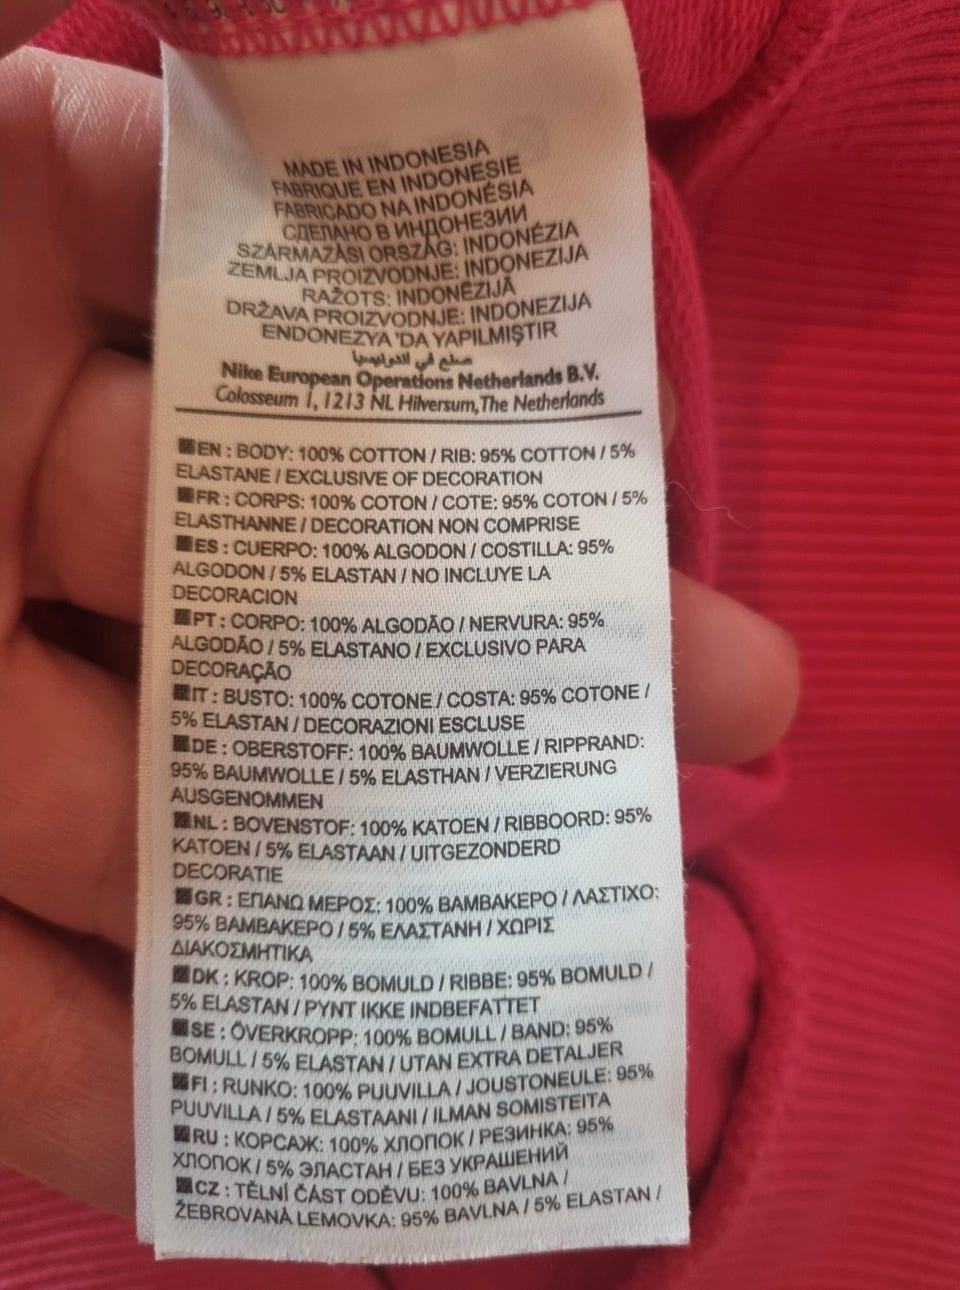 MADE IN INDONESIA
FABRIQUE EN INDONESIE
FABRICADO NA INDONÉSIA
СДЕЛАНО В ИНДОНЕЗИИ
SZÁRMAZÁSI ORSZÁG: INDONÉZIA
ZEMLJA PROIZVODNJE: INDONEZIJA
RAŽOTS: INDONĒZIJĀ
DRŽAVA PROIZVODNJE: INDONEZIJA
ENDONEZYA 'DA YAPILMIŞTIR
صنع في اندونيسيا
Nike European Operations Netherlands B.V.
Colosseum 1, 1213 NL Hilversum, The Netherlands
EN : BODY: 100% COTTON / RIB: 95% COTTON / 5%
ELASTANE / EXCLUSIVE OF DECORATION
FR : CORPS: 100% COTON / COTE: 95% COTON / 5%
ELASTHANNE / DECORATION NON COMPRISE
ES : CUERPO: 100% ALGODON / COSTILLA: 95%
ALGODON / 5% ELASTAN / NO INCLUYE LA
DECORACION
PT : CORPO: 100% ALGODÃO / NERVURA: 95%
ALGODÃO / 5% ELASTANO / EXCLUSIVO PARA
DECORAÇÃO
IT : BUSTO: 100% COTONE / COSTA: 95% COTONE /
5% ELASTAN / DECORAZIONI ESCLUSE
DE : OBERSTOFF: 100% BAUMWOLLE / RIPPRAND:
95% BAUMWOLLE / 5% ELASTHAN / VERZIERUNG
AUSGENOMMEN
NL : BOVENSTOF: 100% KATOEN / RIBBOORD: 95%
KATOEN / 5% ELASTAAN / UITGEZONDERD
DECORATIE
GR : ΕΠΑΝΩ ΜΕΡΟΣ: 100% ΒΑΜΒΑΚΕΡΟ / ΛΑΣΤΙΧΟ:
95% ΒΑΜΒΑΚΕΡΟ / 5% ΕΛΑΣΤΑΝΗ / ΧΩΡΙΣ
ΔΙΑΚΟΣΜΗΤΙΚΑ
DK : KROP: 100% BOMULD / RIBBE: 95% BOMULD /
5% ELASTAN / PYNT IKKE INDBEFATTET
SE : ÖVERKROPP: 100% BOMULL / BAND: 95%
BOMULL / 5% ELASTAN / UTAN EXTRA DETALJER
FI : RUNKO: 100% PUUVILLA / JOUSTONEULE: 95%
PUUVILLA / 5% ELASTAANI / ILMAN SOMISTEITA
RU : КОРСАЖ: 100% ХЛОПОК / РЕЗИНКА: 95%
ХЛОПОК / 5% ЭЛАСТАН / БЕЗ УКРАШЕНИЙ
CZ : TĚLNÍ ČÁST ODĚVU: 100% BAVLNA /
ŽEBROVANÁ LEMOVKA: 95% BAVLNA / 5% ELASTAN /